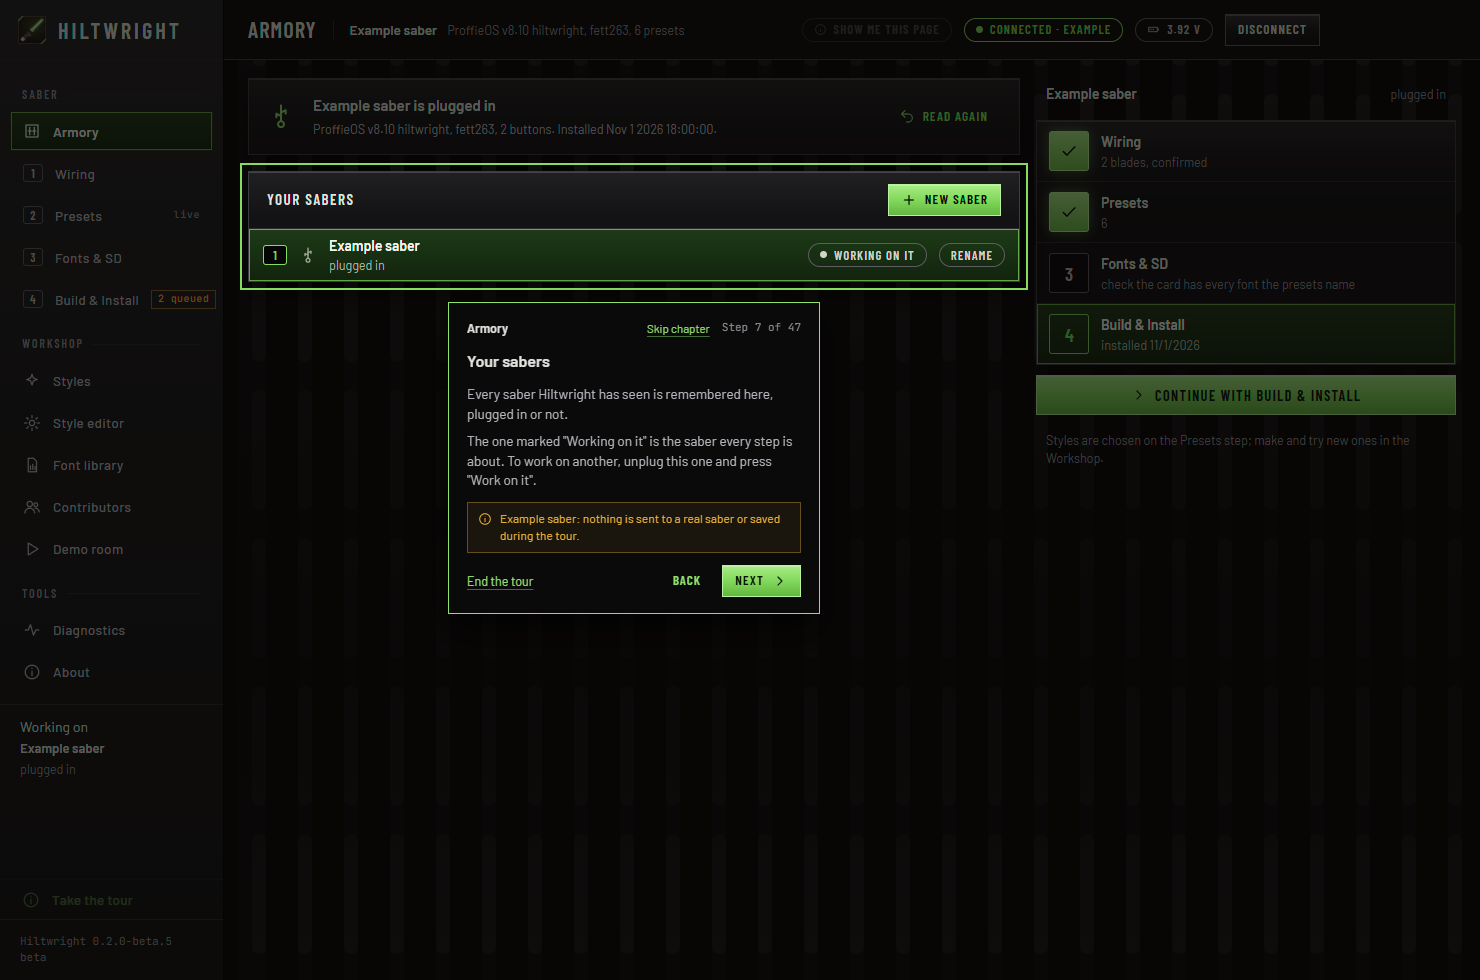 HILTWRIGHT
SABER
Armory
1 Wiring
2 Presets live
3 Fonts & SD
4 Build & Install 2 queued
WORKSHOP
Styles
Style editor
Font library
Contributors
Demo room
TOOLS
Diagnostics
About
Working on
Example saber
plugged in
Take the tour
Hiltwright 0.2.0-beta.5
beta
ARMORY Example saber ProffieOS v8.10 hiltwright, fett263, 6 presets SHOW ME THIS PAGE CONNECTED · EXAMPLE 3.92 V DISCONNECT
Example saber is plugged in
ProffieOS v8.10 hiltwright, fett263, 2 buttons. Installed Nov 1 2026 18:00:00.
READ AGAIN
YOUR SABERS
NEW SABER
1 Example saber
plugged in
WORKING ON IT RENAME
Armory Skip chapter Step 7 of 47
Your sabers
Every saber Hiltwright has seen is remembered here,
plugged in or not.
The one marked "Working on it" is the saber every step is
about. To work on another, unplug this one and press
"Work on it".
Example saber: nothing is sent to a real saber or saved
during the tour.
End the tour BACK NEXT
Example saber plugged in
Wiring
2 blades, confirmed
Presets
6
3 Fonts & SD
check the card has every font the presets name
4 Build & Install
installed 11/1/2026
CONTINUE WITH BUILD & INSTALL
Styles are chosen on the Presets step; make and try new ones in the
Workshop.